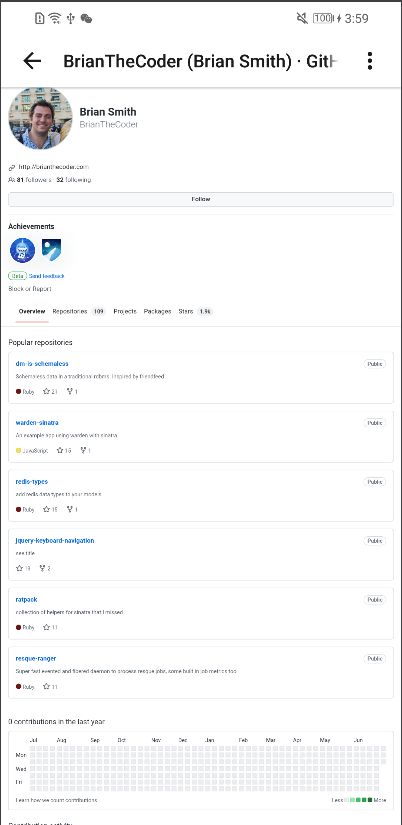 100 3:59
BrianTheCoder (Brian Smith) · GitH
Brian Smith
BrianTheCoder
http://brianthecoder.com
81 followers · 32 following
Follow
Achievements
Beta Send feedback
Block or Report
Overview Repositories 109 Projects Packages Stars 1.9k
Popular repositories
dm-is-schemaless Public
Schemaless data in a traditional rdbms. Inspired by friendfeed
Ruby 21 1
warden-sinatra Public
An example app using warden with sinatra
JavaScript 15 1
redis-types Public
add redis data types to your models
Ruby 15 1
jquery-keyboard-navigation Public
see title
13 2
ratpack Public
collection of helpers for sinatra that I missed
Ruby 11
resque-ranger Public
Super fast evented and fibered daemon to process resque jobs, some built in job metrics too
Ruby 11
0 contributions in the last year
Jul Aug Sep Oct Nov Dec Jan Feb Mar Apr May Jun
Mon
Wed
Fri
Learn how we count contributions Less More
Contribution activity